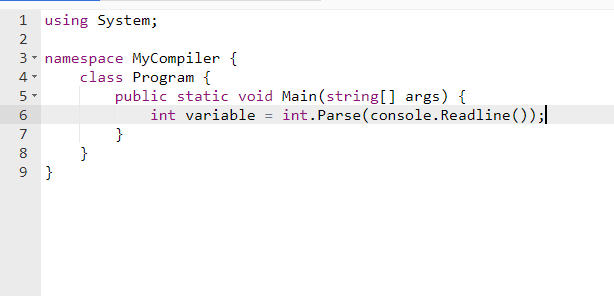 1 using System;
2
3 namespace MyCompiler {
4 class Program {
5 public static void Main(string[] args) {
6 int variable = int.Parse(console.Readline());
7 }
8 }
9 }